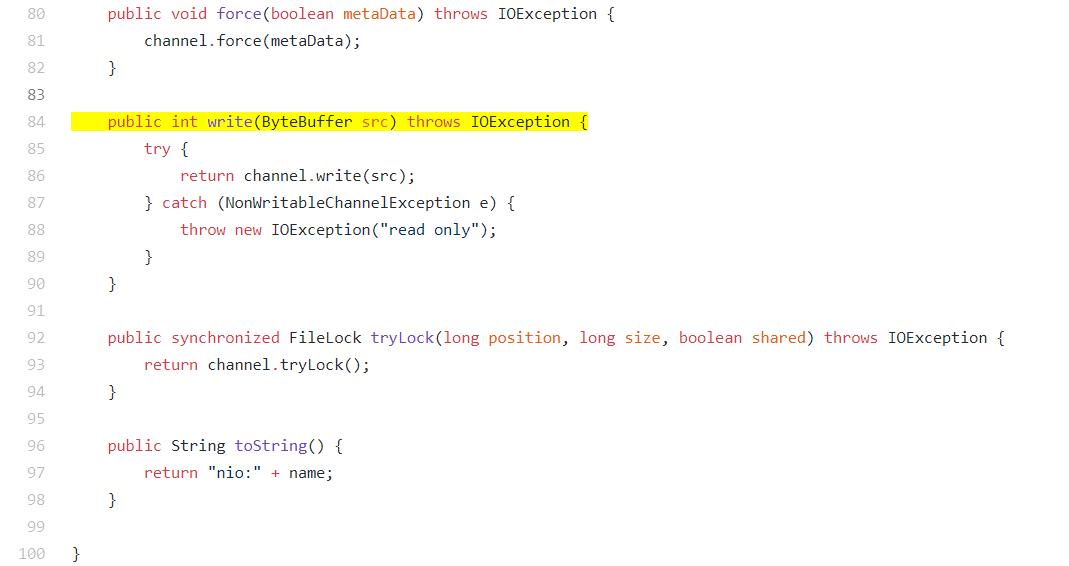 80 public void force(boolean metaData) throws IOException {
81 channel.force(metaData);
82 }
83
84 public int write(ByteBuffer src) throws IOException {
85 try {
86 return channel.write(src);
87 } catch (NonWritableChannelException e) {
88 throw new IOException("read only");
89 }
90 }
91
92 public synchronized FileLock tryLock(long position, long size, boolean shared) throws IOException {
93 return channel.tryLock();
94 }
95
96 public String toString() {
97 return "nio:" + name;
98 }
99
100 }